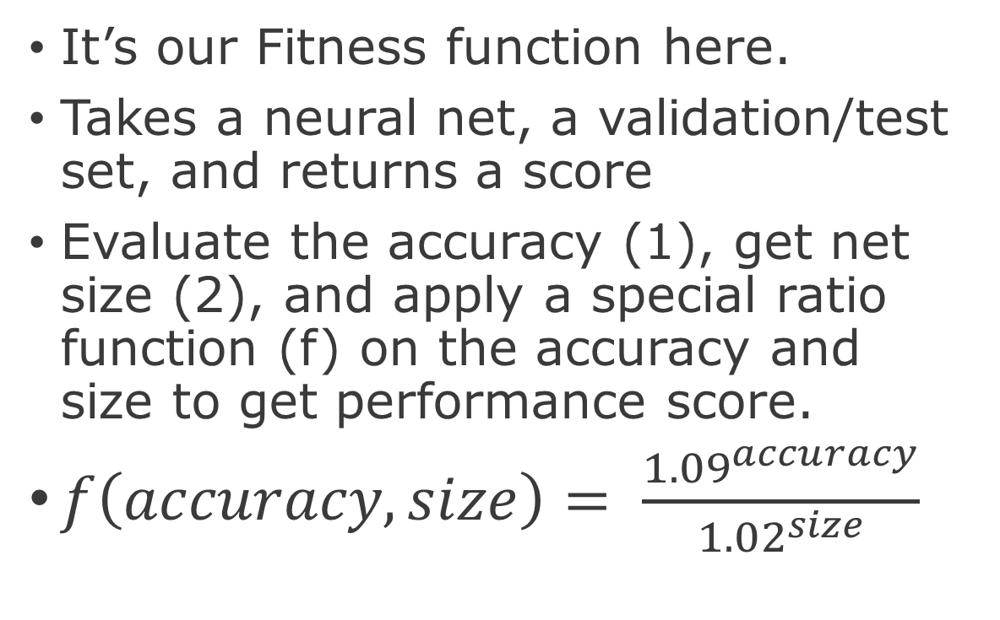 • It’s our Fitness function here.
• Takes a neural net, a validation/test
set, and returns a score
• Evaluate the accuracy (1), get net
size (2), and apply a special ratio
function (f) on the accuracy and
size to get performance score.
• f(accuracy, size) = 1.09^accuracy / 1.02^size